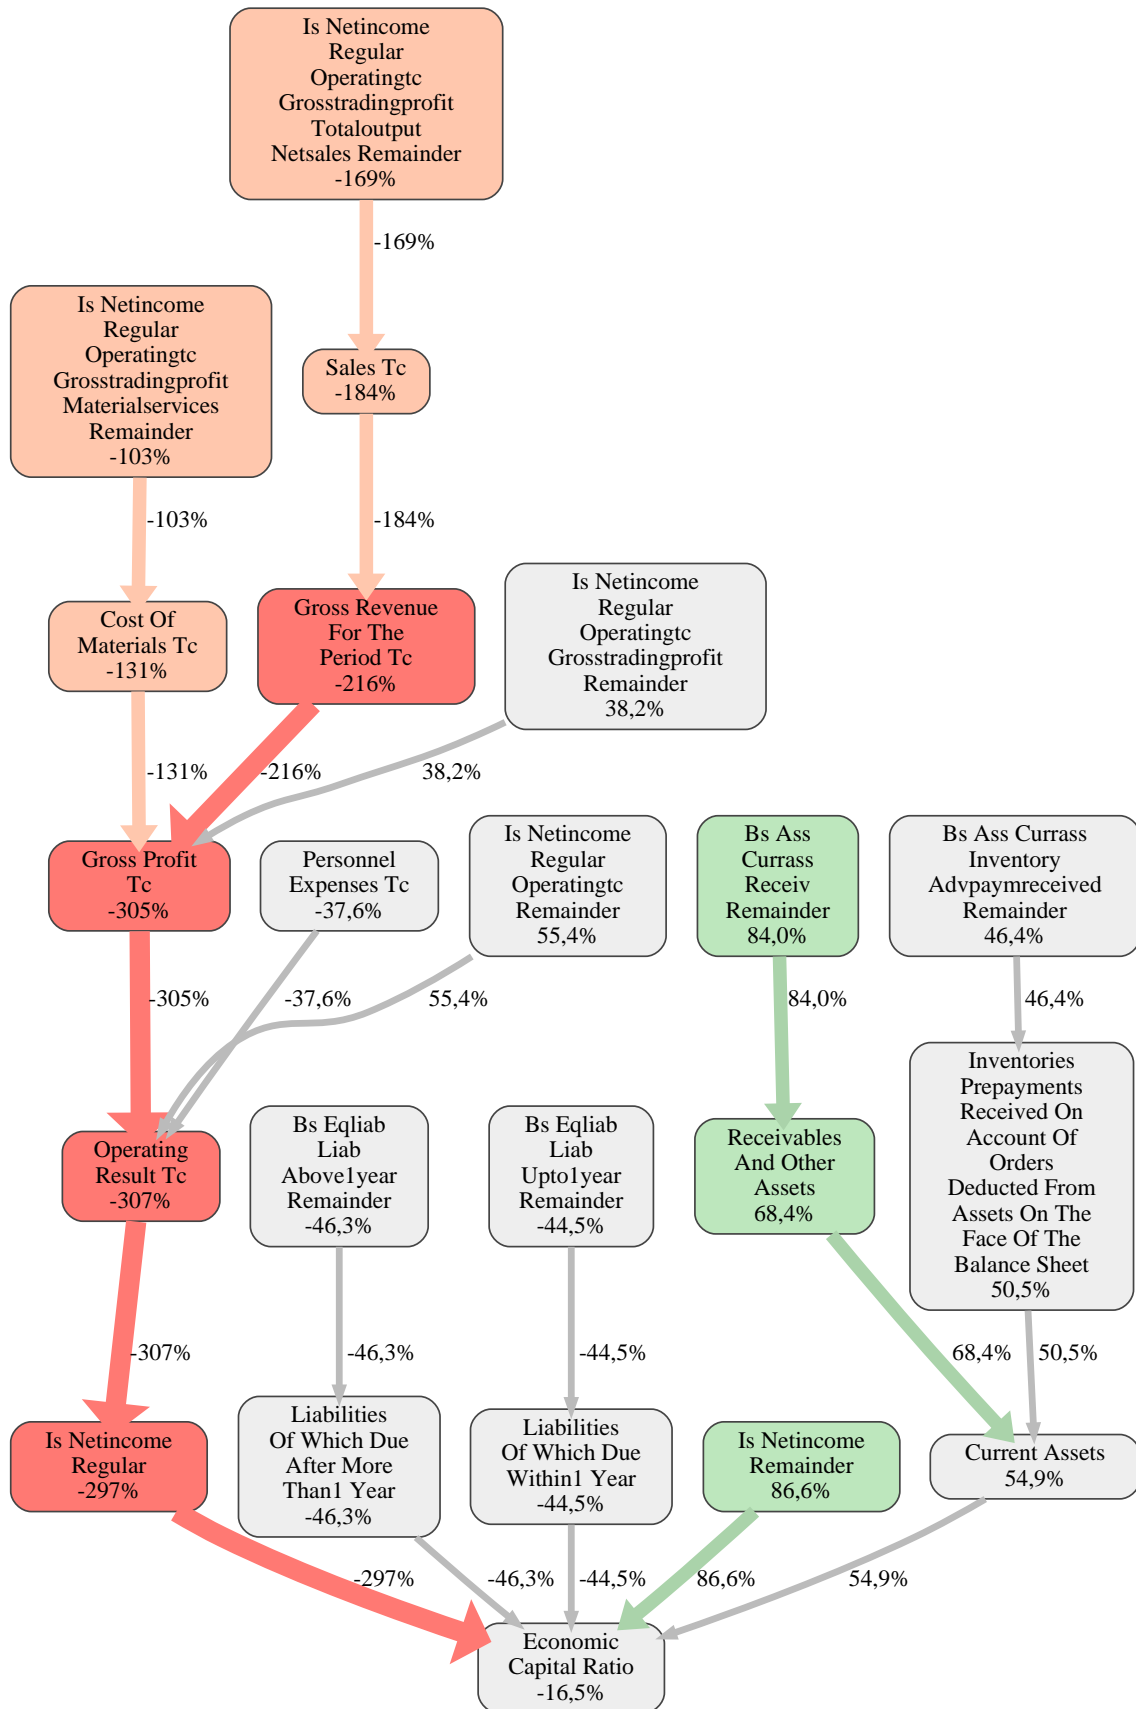 Is Netincome
Regular
Operatingtc
Grosstradingprofit
Totaloutput
Netsales Remainder
-169%
-169%
Is Netincome
Regular
Operatingtc
Grosstradingprofit
Materialservices
Remainder
-103%
Sales Tc
-184%
-103%
-184%
Is Netincome
Regular
Operatingtc
Grosstradingprofit
Remainder
38,2%
Cost Of
Materials Tc
-131%
Gross Revenue
For The
Period Tc
-216%
-131%
-216%
38,2%
Gross Profit
Tc
-305%
Personnel
Expenses Tc
-37,6%
Is Netincome
Regular
Operatingtc
Remainder
55,4%
Bs Ass
Currass
Receiv
Remainder
84,0%
Bs Ass Currass
Inventory
Advpaymreceived
Remainder
46,4%
-305%
-37,6%
55,4%
84,0%
46,4%
Operating
Result Tc
-307%
Bs Eqliab
Liab
Above1year
Remainder
-46,3%
Bs Eqliab
Liab
Upto1year
Remainder
-44,5%
Receivables
And Other
Assets
68,4%
Inventories
Prepayments
Received On
Account Of
Orders
Deducted From
Assets On The
Face Of The
Balance Sheet
50,5%
-307%
-46,3%
-44,5%
68,4%
50,5%
Is Netincome
Regular
-297%
Liabilities
Of Which Due
After More
Than1 Year
-46,3%
Liabilities
Of Which Due
Within1 Year
-44,5%
Is Netincome
Remainder
86,6%
Current Assets
54,9%
-297%
-46,3%
-44,5%
86,6%
54,9%
Economic
Capital Ratio
-16,5%